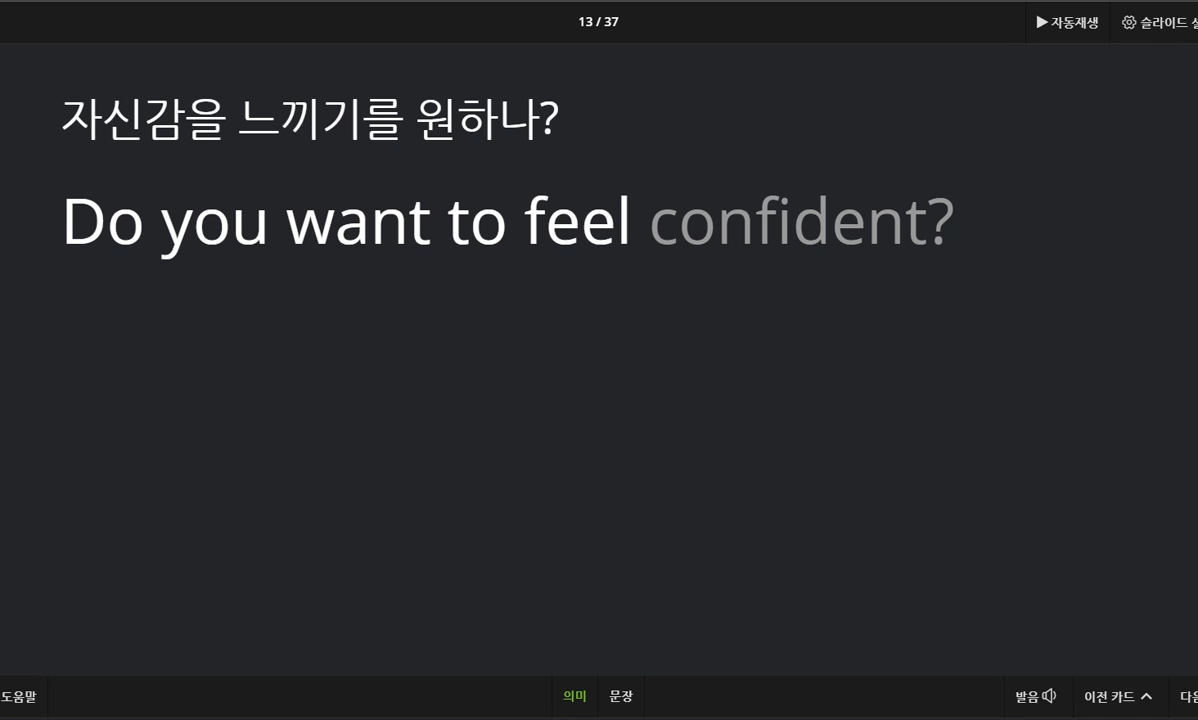 13 / 37
자동재생
슬라이드
자신감을 느끼기를 원하나?
Do you want to feel confident?
도움말
의미
문장
발음
이전 카드